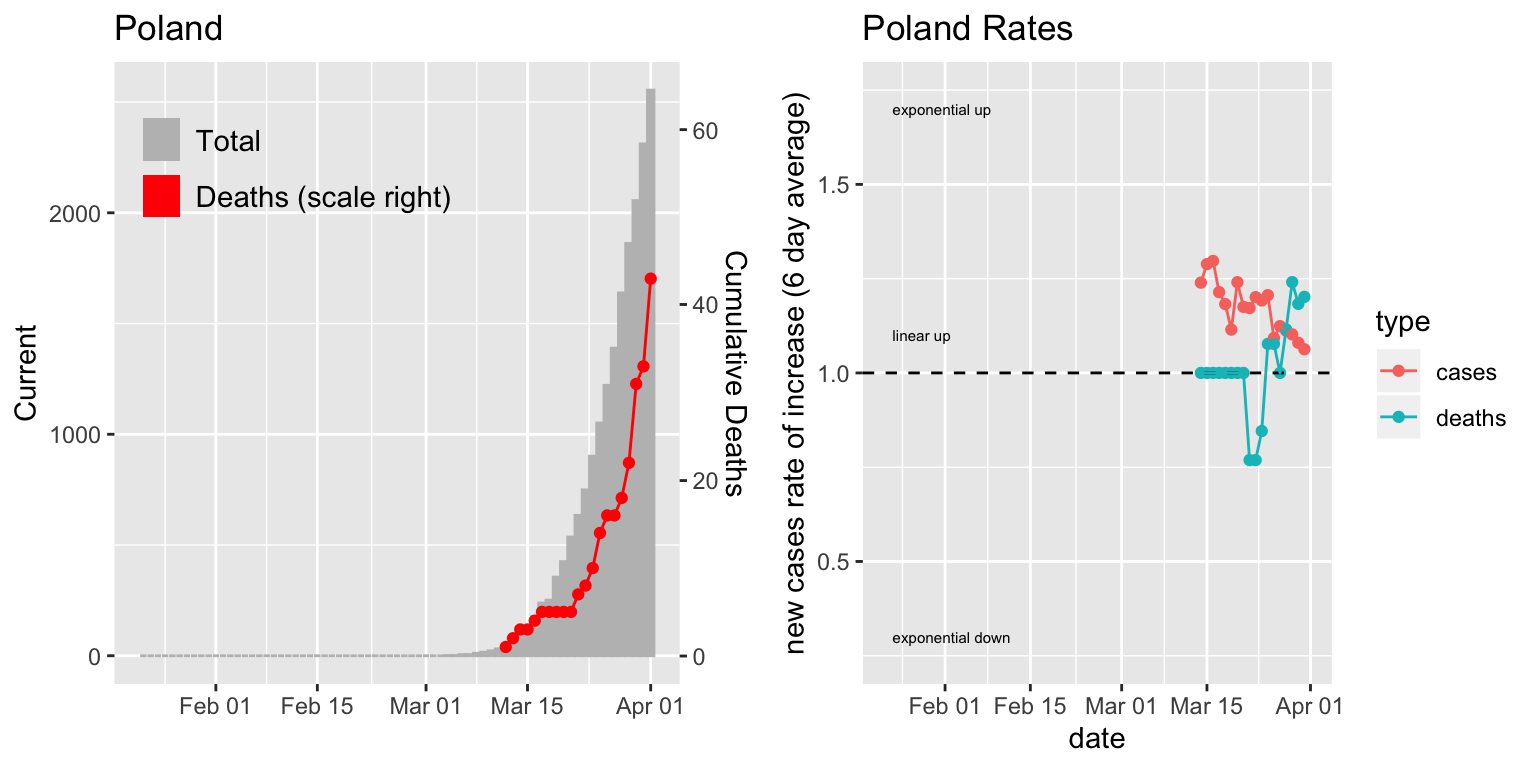 Poland
Total
Deaths (scale right)
Current
2000
1000
0
60
40
20
0
Cumulative Deaths
Feb 01
Feb 15
Mar 01
Mar 15
Apr 01
Poland Rates
new cases rate of increase (6 day average)
1.5
1.0
0.5
exponential up
linear up
exponential down
Feb 01
Feb 15
Mar 01
Mar 15
Apr 01
date
type
cases
deaths